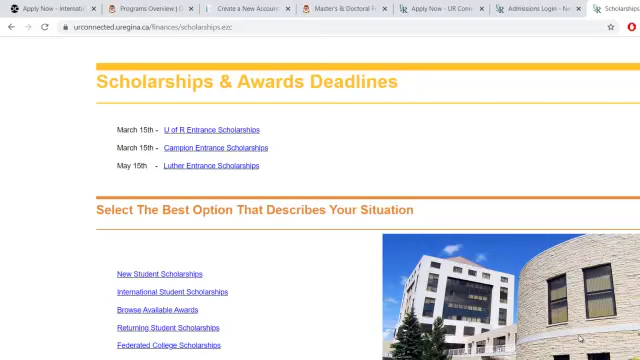 Apply Now - Internati
Programs Overview | G
Create a New Account
Master's & Doctoral F
Apply Now - UR Conn
Admissions Login - Ne
Scholarships
urconnected.uregina.ca/finances/scholarships.ezc
Scholarships & Awards Deadlines
March 15th - U of R Entrance Scholarships
March 15th - Campion Entrance Scholarships
May 15th - Luther Entrance Scholarships
Select The Best Option That Describes Your Situation
New Student Scholarships
International Student Scholarships
Browse Available Awards
Returning Student Scholarships
Federated College Scholarships